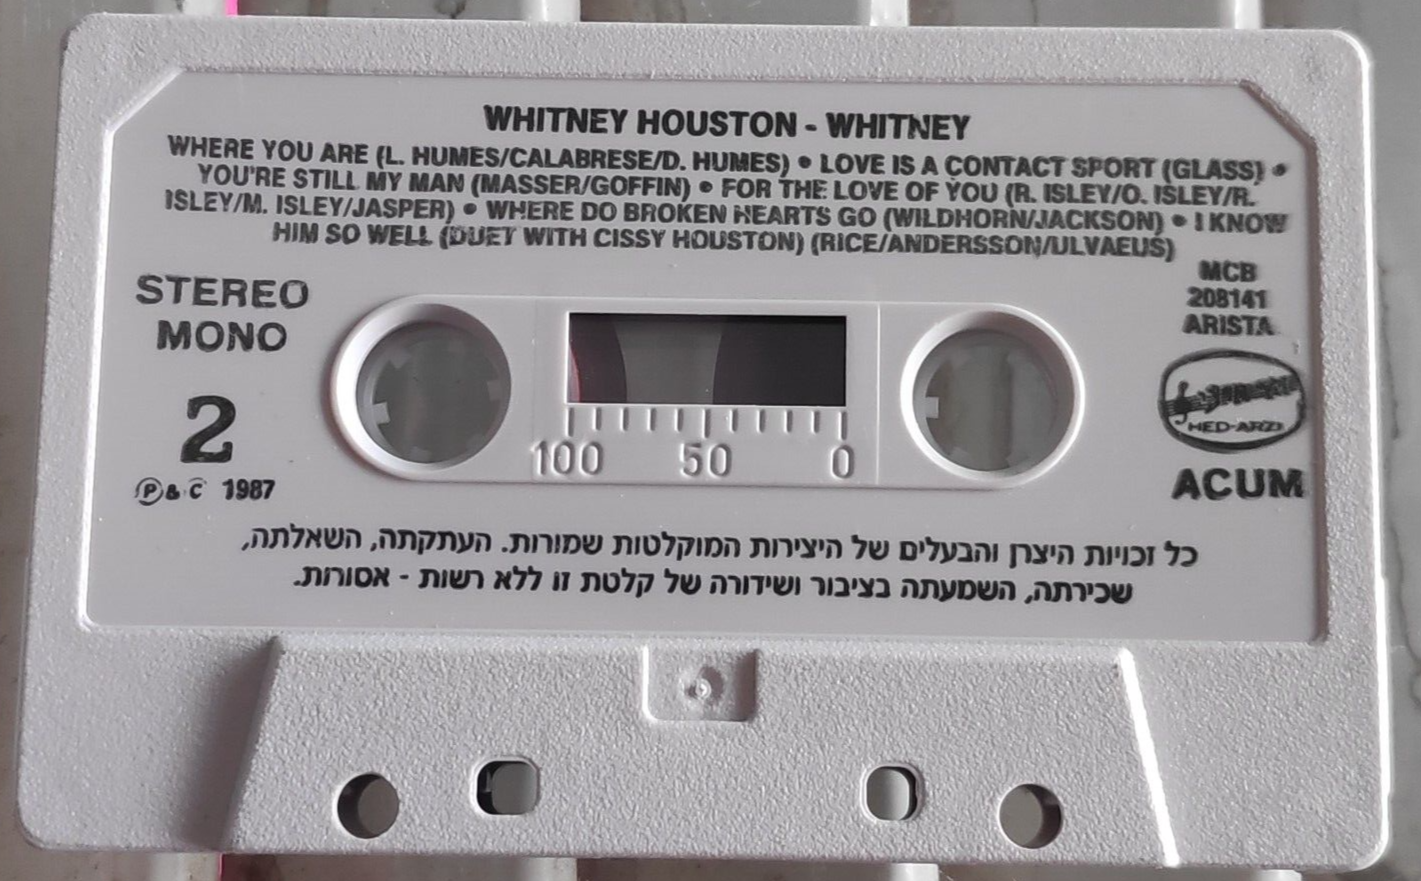 WHITNEY HOUSTON - WHITNEY
WHERE YOU ARE (L. HUMES/CALABRESE/D. HUMES) • LOVE IS A CONTACT SPORT (GLASS) •
YOU'RE STILL MY MAN (MASSER/GOFFIN) • FOR THE LOVE OF YOU (R. ISLEY/O. ISLEY/R.
ISLEY/M. ISLEY/JASPER) • WHERE DO BROKEN HEARTS GO (WILDHORN/JACKSON) • I KNOW
HIM SO WELL (DUET WITH CISSY HOUSTON) (RICE/ANDERSSON/ULVAEUS)
STEREO
MONO
2
Ⓟ & © 1987
MCB
208141
ARISTA
HED-ARZI
ACUM
100 50 0
כל זכויות היצרן והבעלים של היצירות המוקלטות שמורות. העתקתה, השאלתה,
שכירתה, השמעתה בציבור ושידורה של קלטת זו ללא רשות - אסורות.